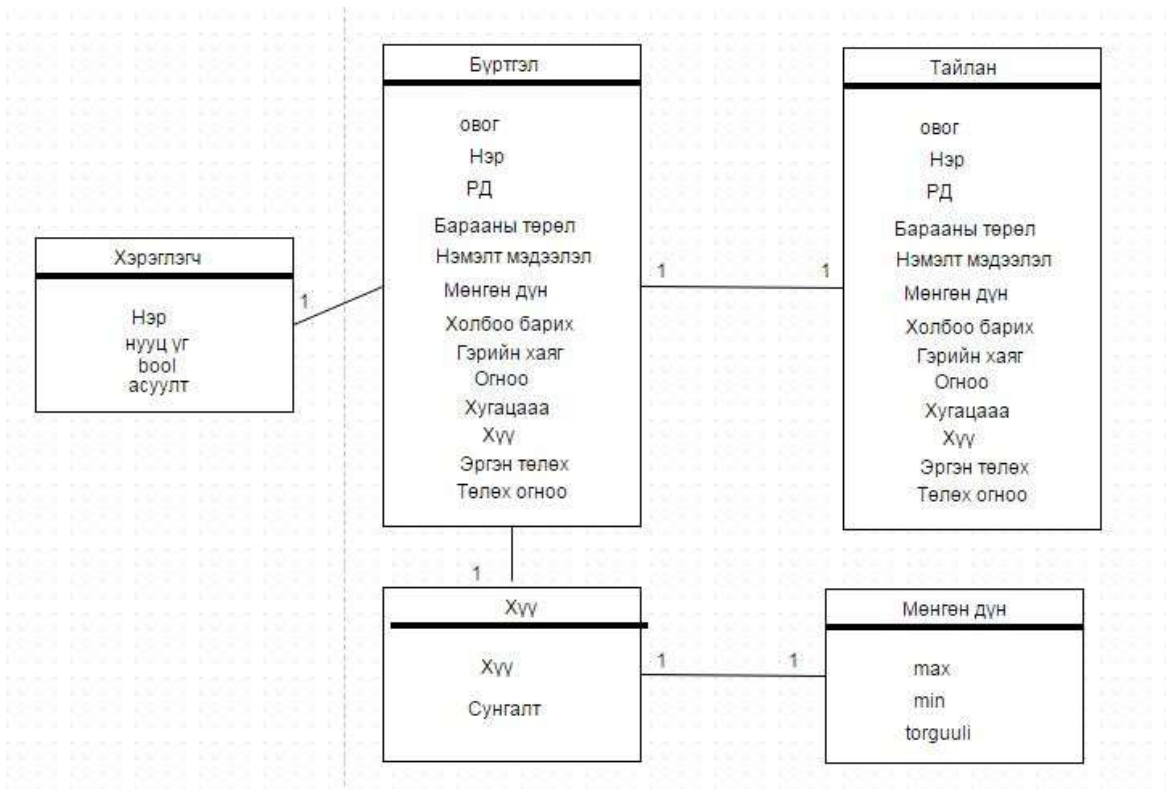 Хэрэглэгч
Нэр
нууц үг
bool
асуулт
1
Бүртгэл
овог
Нэр
РД
Барааны төрөл
Нэмэлт мэдээлэл
Мөнгөн дүн
Холбоо барих
Гэрийн хаяг
Огноо
Хугацааа
Хүү
Эргэн төлөх
Төлөх огноо
1
1
Тайлан
овог
Нэр
РД
Барааны төрөл
Нэмэлт мэдээлэл
Мөнгөн дүн
Холбоо барих
Гэрийн хаяг
Огноо
Хугацааа
Хүү
Эргэн төлөх
Төлөх огноо
1
Хүү
Хүү
Сунгалт
1
1
Мөнгөн дүн
max
min
torguuli